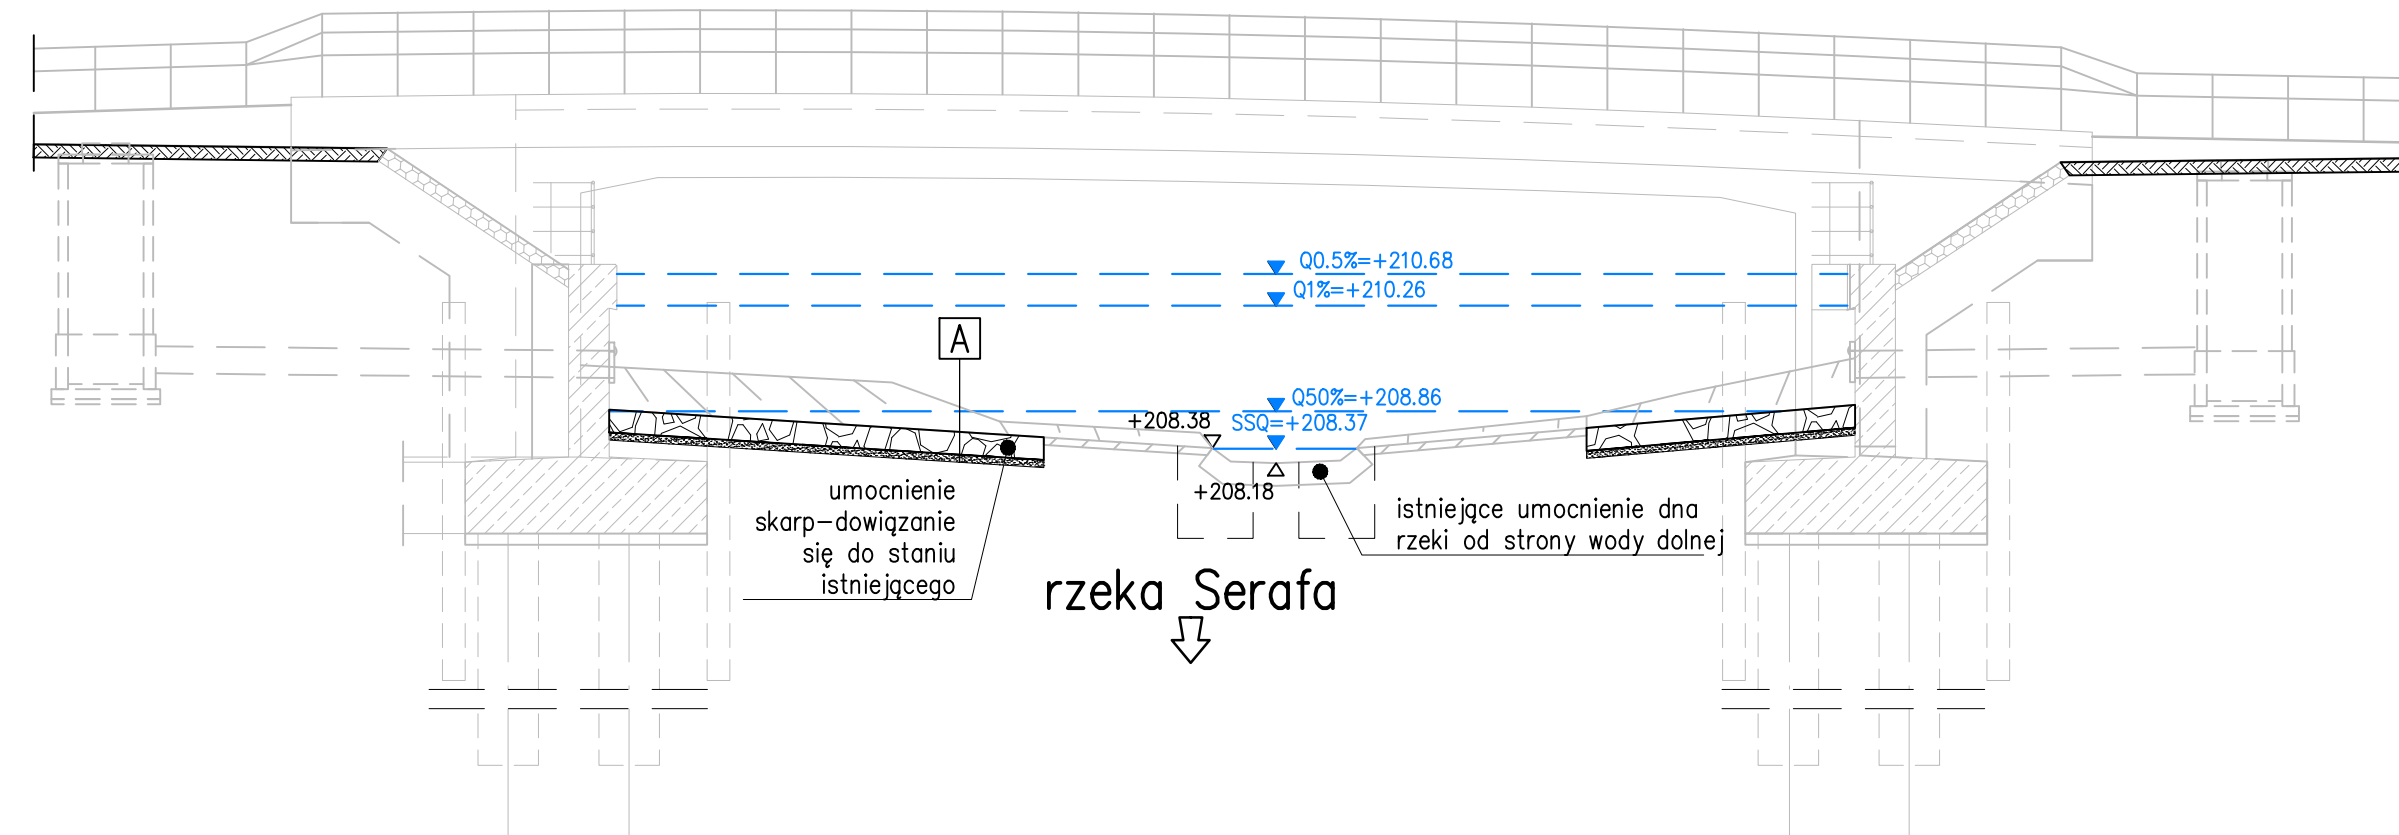 Q0.5%=+210.68
Q1%=+210.26
A
Q50%=+208.86
+208.38
SSQ=+208.37
+208.18
umocnienie
skarp-dowiązanie
się do staniu
istniejącego
istniejące umocnienie dna
rzeki od strony wody dolnej
rzeka Serafa